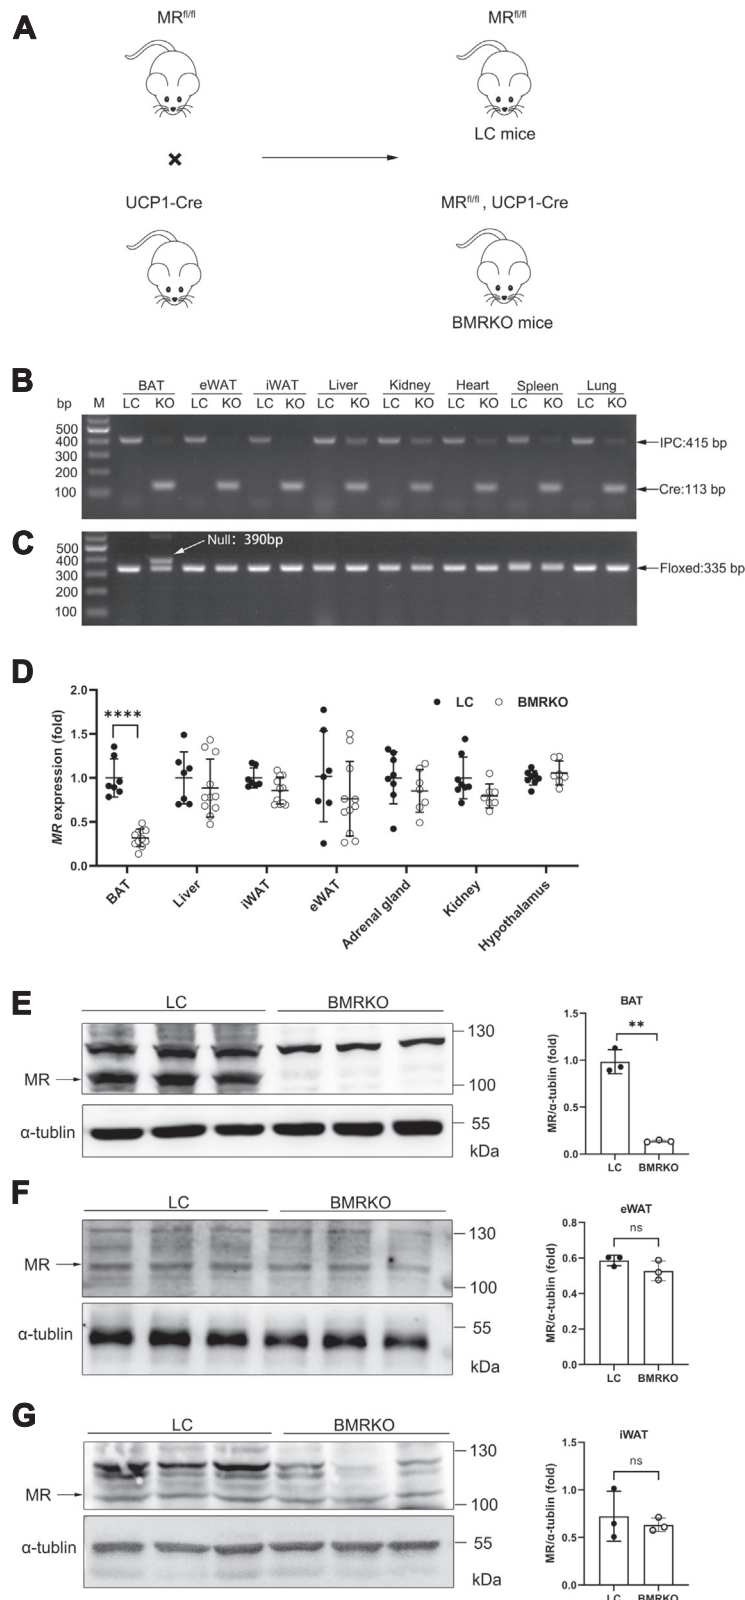 A
MRfl/fl
MRfl/fl
LC mice
×
UCP1-Cre
MRfl/fl , UCP1-Cre
BMRKO mice
B
BAT eWAT iWAT Liver Kidney Heart Spleen Lung
bp M LC KO LC KO LC KO LC KO LC KO LC KO LC KO LC KO
500
400
300
200
100
IPC:415 bp
Cre:113 bp
C
Null: 390bp
500
400
300
200
100
Floxed:335 bp
D
MR expression (fold)
2.0
1.5
1.0
0.5
0.0
LC BMRKO
****
BAT
Liver
iWAT
eWAT
Adrenal gland
Kidney
Hypothalamus
E
LC BMRKO
130
MR
100
α-tublin
55
kDa
BAT
MR/α-tublin (fold)
1.5
1.0
0.5
0.0
**
LC BMRKO
F
LC BMRKO
130
MR
100
α-tublin
55
kDa
eWAT
MR/α-tublin (fold)
0.8
0.6
0.4
0.2
0.0
ns
LC BMRKO
G
LC BMRKO
130
MR
100
α-tublin
55
kDa
iWAT
MR/α-tublin (fold)
1.5
1.0
0.5
0.0
ns
LC BMRKO